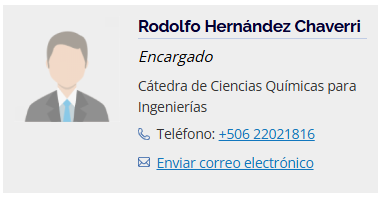 Rodolfo Hernández Chaverri
Encargado
Cátedra de Ciencias Químicas para
Ingenierías
Teléfono: +506 22021816
Enviar correo electrónico